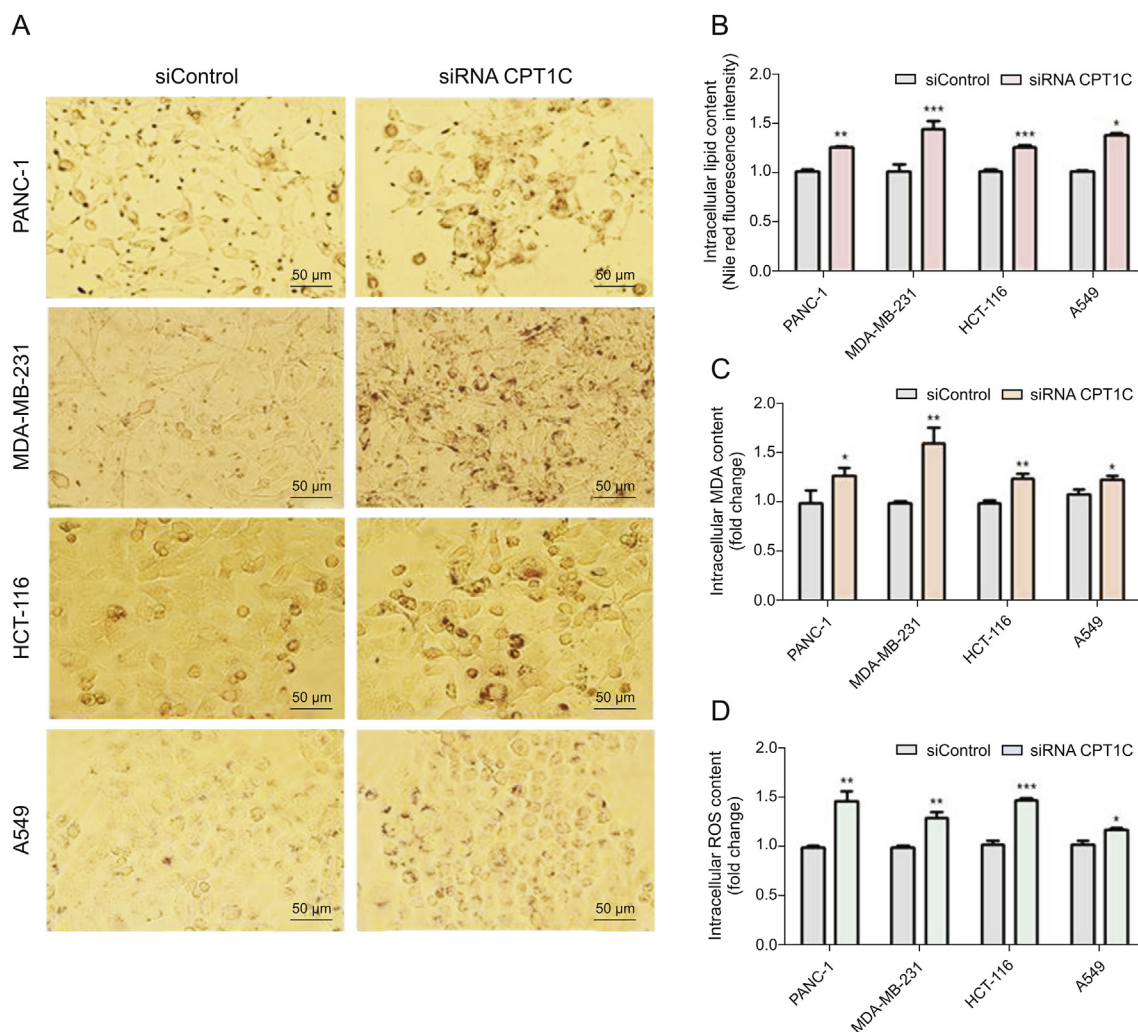 A
siControl
siRNA CPT1C
PANC-1
50 µm
50 µm
MDA-MB-231
50 µm
50 µm
HCT-116
50 µm
50 µm
A549
50 µm
50 µm
B
Intracellular lipid content
(Nile red fluorescence intensity)
2.0
1.5
1.0
0.5
0.0
siControl
siRNA CPT1C
**
***
***
*
PANC-1
MDA-MB-231
HCT-116
A549
C
Intracellular MDA content
(fold change)
2.0
1.5
1.0
0.5
0.0
siControl
siRNA CPT1C
*
**
**
*
PANC-1
MDA-MB-231
HCT-116
A549
D
Intracellular ROS content
(fold change)
2.0
1.5
1.0
0.5
0.0
siControl
siRNA CPT1C
**
**
***
*
PANC-1
MDA-MB-231
HCT-116
A549